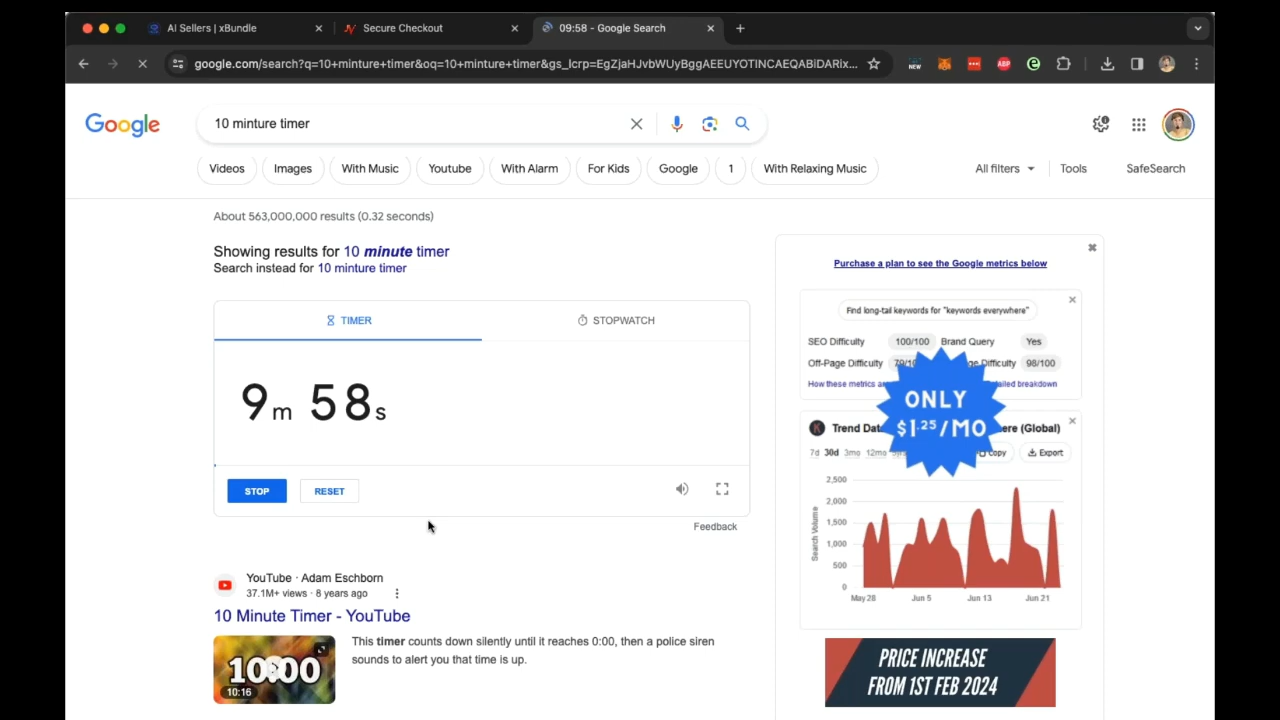 AI Sellers | xBundle
Secure Checkout
09:58 - Google Search
google.com/search?q=10+minture+timer&oq=10+minture+timer&gs_lcrp=EgZjaHJvbWUyBggAEEUYOTINCAEQABiDARix...
NEW
ABP
Google
10 minture timer
Videos
Images
With Music
Youtube
With Alarm
For Kids
Google
1
With Relaxing Music
All filters
Tools
SafeSearch
About 563,000,000 results (0.32 seconds)
Showing results for 10 minute timer
Search instead for 10 minture timer
TIMER
STOPWATCH
9m 58s
STOP
RESET
Feedback
YouTube · Adam Eschborn
37.1M+ views · 8 years ago
10 Minute Timer - YouTube
10:00
10:16
This timer counts down silently until it reaches 0:00, then a police siren
sounds to alert you that time is up.
Purchase a plan to see the Google metrics below
Find long-tail keywords for "keywords everywhere"
SEO Difficulty 100/100 Brand Query Yes
Off-Page Difficulty Difficulty 98/100
How these metrics detailed breakdown
ONLY
$1.25/MO
Trend (Global)
7d 30d 3mo 12mo Copy Export
Search Volume
2,500
2,000
1,500
1,000
500
0
May 28
Jun 5
Jun 13
Jun 21
PRICE INCREASE
FROM 1ST FEB 2024